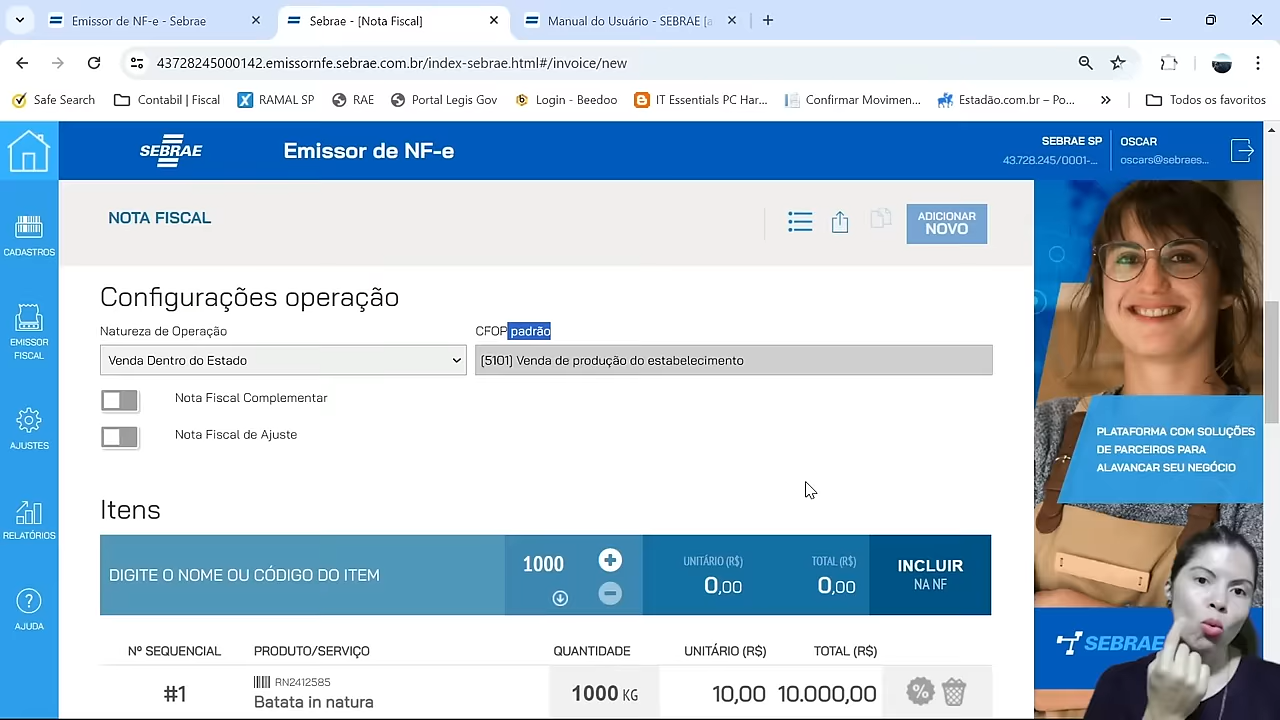 Emissor de NF-e - Sebrae
Sebrae - [Nota Fiscal]
Manual do Usuário - SEBRAE [a
43728245000142.emissornfe.sebrae.com.br/index-sebrae.html#/invoice/new
Safe Search
Contabil | Fiscal
RAMAL SP
RAE
Portal Legis Gov
Login - Beedoo
IT Essentials PC Har...
Confirmar Movimen...
Estadão.com.br – Po...
Todos os favoritos
SEBRAE
Emissor de NF-e
SEBRAE SP
43.728.245/0001-...
OSCAR
oscars@sebraes...
CADASTROS
EMISSOR
FISCAL
AJUSTES
RELATÓRIOS
AJUDA
NOTA FISCAL
ADICIONAR
NOVO
Configurações operação
Natureza de Operação
CFOP padrão
Venda Dentro do Estado
[5101] Venda de produção do estabelecimento
Nota Fiscal Complementar
Nota Fiscal de Ajuste
Itens
DIGITE O NOME OU CÓDIGO DO ITEM
1000
UNITÁRIO (R$)
0,00
TOTAL (R$)
0,00
INCLUIR
NA NF
Nº SEQUENCIAL
PRODUTO/SERVIÇO
QUANTIDADE
UNITÁRIO (R$)
TOTAL (R$)
#1
RN2412585
Batata in natura
1000 KG
10,00
10.000,00
PLATAFORMA COM SOLUÇÕES
DE PARCEIROS PARA
ALAVANCAR SEU NEGÓCIO
SEBRAE